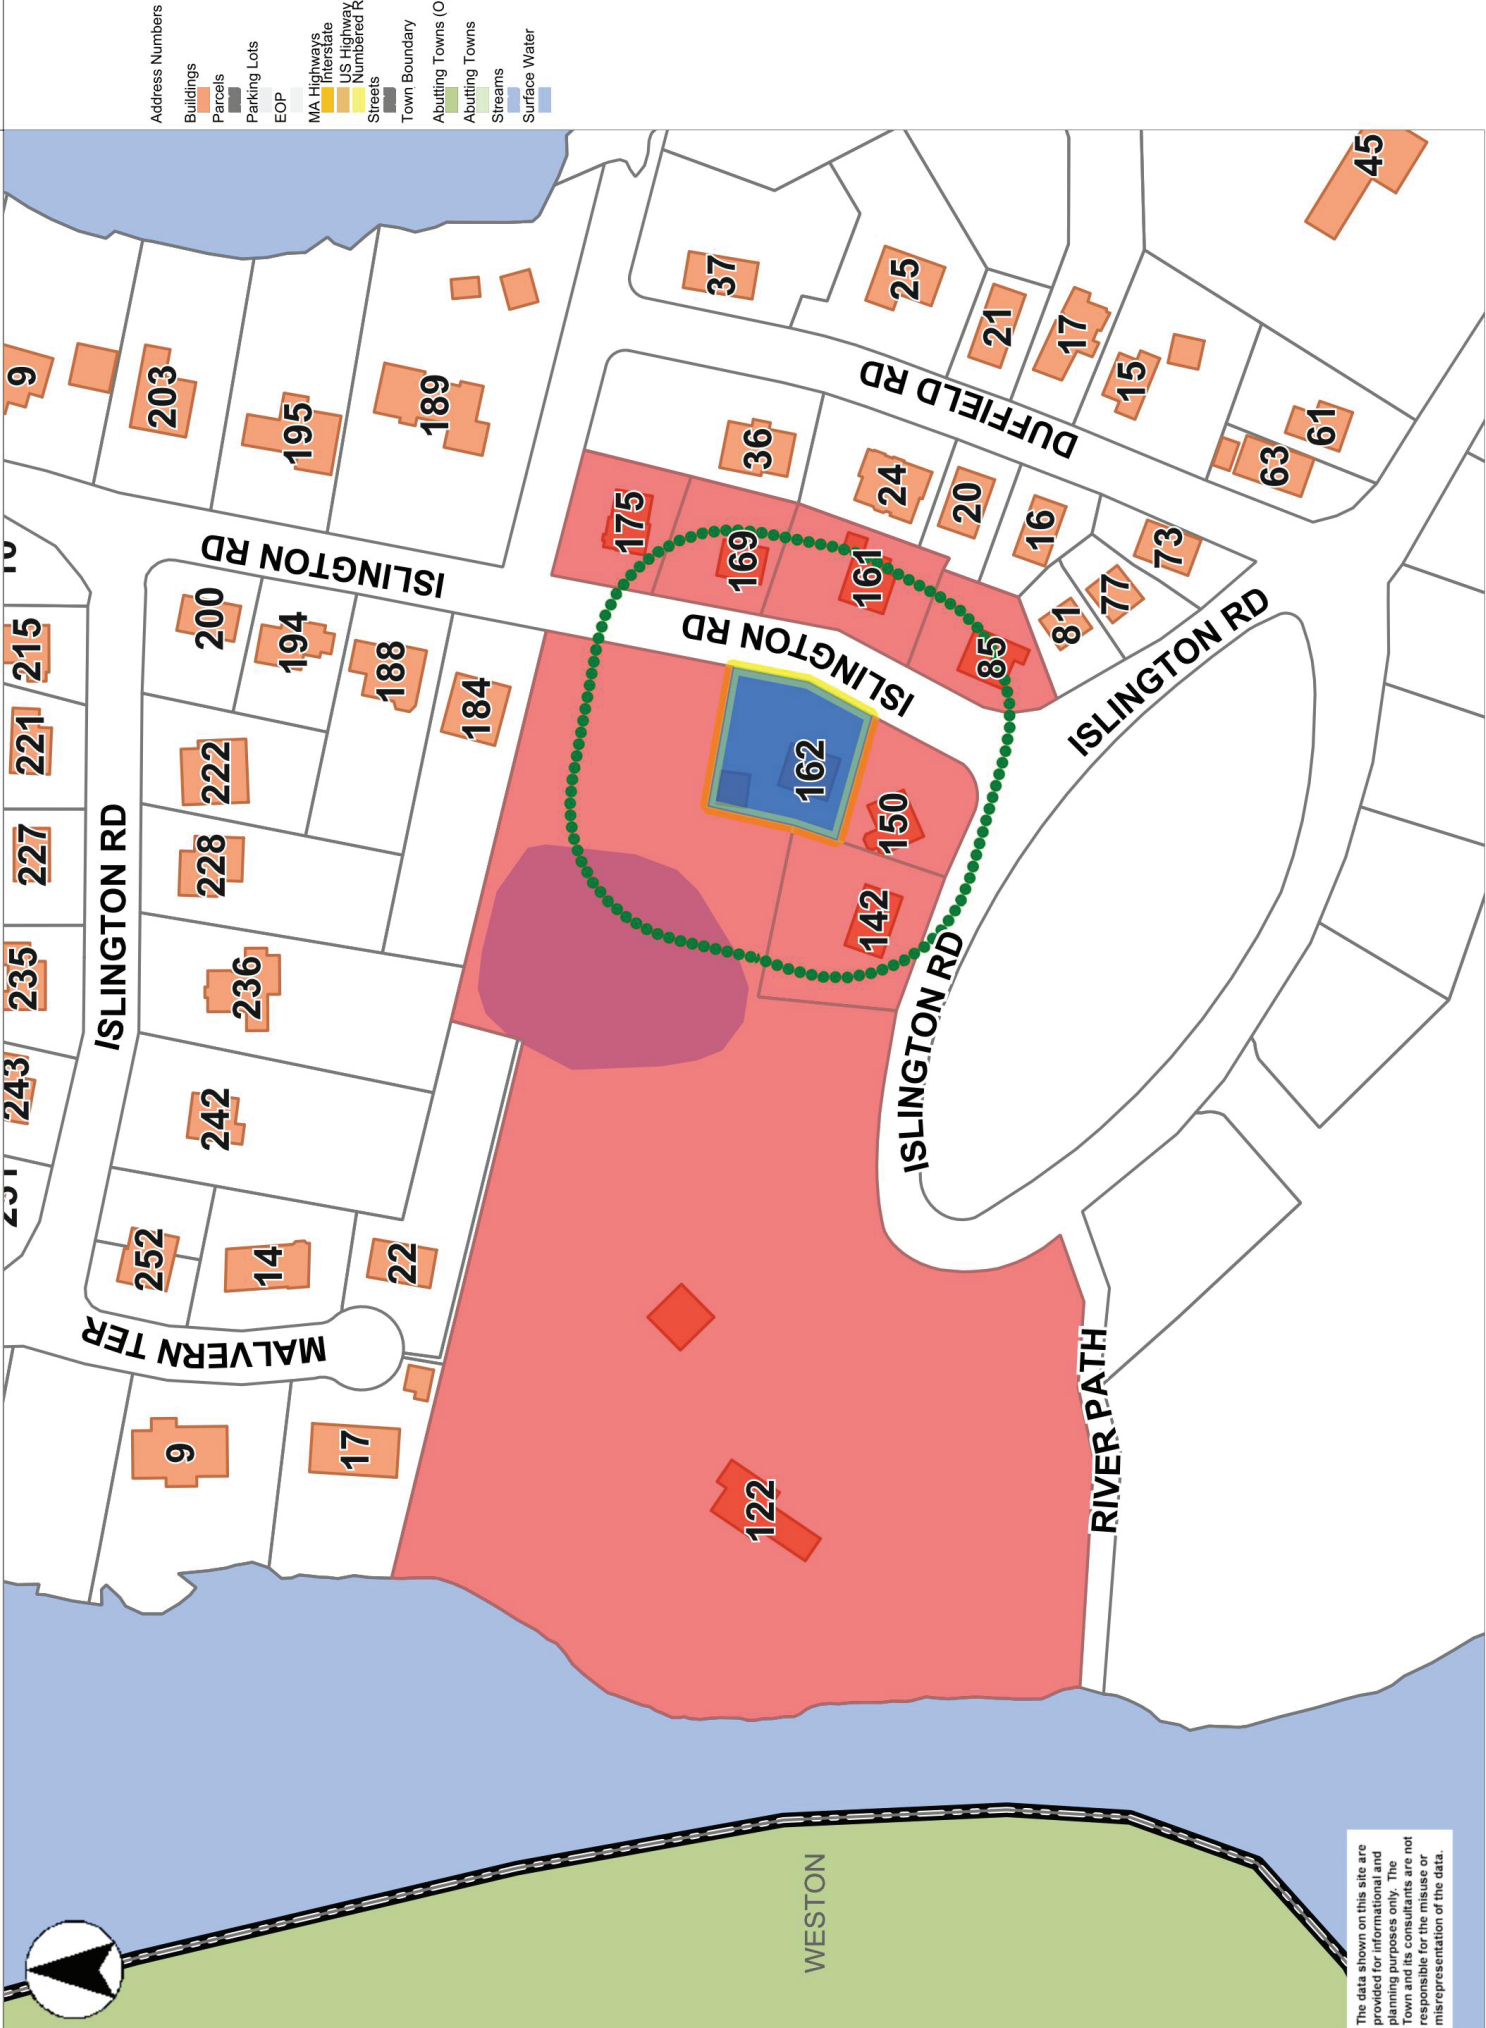 Address Numbers
Buildings
Parcels
Parking Lots
EOP
MA Highways
Interstate
US Highway
Numbered R
Streets
Town Boundary
Abutting Towns (O
Abutting Towns
Streams
Surface Water
45
37
25
21
17
15
61
63
DUFFIELD RD
36
24
20
16
73
77
81
9
203
195
189
ISLINGTON RD
175
169
161
85
ISLINGTON RD
ISLINGTON RD
200
194
188
184
215
221
222
227
228
235
236
243
242
ISLINGTON RD
162
150
142
ISLINGTON RD
252
14
22
MALVERN TER
9
17
122
RIVER PATH
WESTON
The data shown on this site are
provided for informational and
planning purposes only. The
Town and its consultants are not
responsible for the misuse or
misrepresentation of the data.